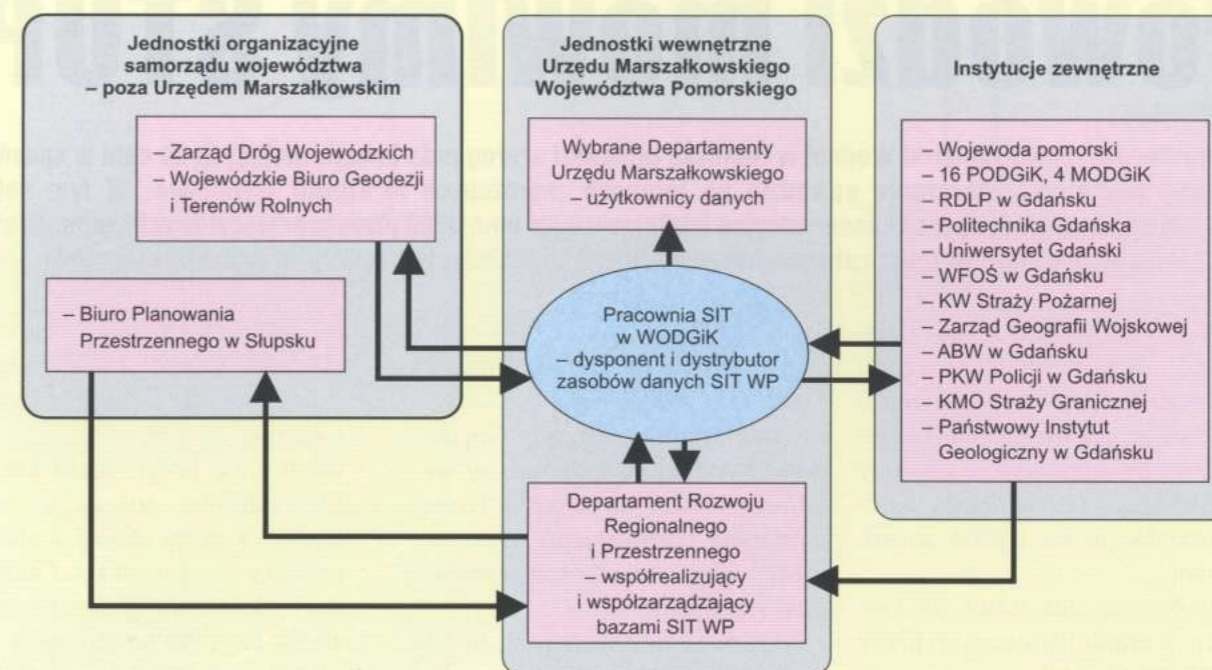 Jednostki organizacyjne
samorządu województwa
– poza Urzędem Marszałkowskim
– Zarząd Dróg Wojewódzkich
– Wojewódzkie Biuro Geodezji
i Terenów Rolnych
– Biuro Planowania
Przestrzennego w Słupsku
Jednostki wewnętrzne
Urzędu Marszałkowskiego
Województwa Pomorskiego
Wybrane Departamenty
Urzędu Marszałkowskiego
– użytkownicy danych
Pracownia SIT
w WODGiK
– dysponent i dystrybutor
zasobów danych SIT WP
Departament Rozwoju
Regionalnego
i Przestrzennego
– współrealizujący
i współzarządzający
bazami SIT WP
Instytucje zewnętrzne
– Wojewoda pomorski
– 16 PODGiK, 4 MODGiK
– RDLP w Gdańsku
– Politechnika Gdańska
– Uniwersytet Gdański
– WFOŚ w Gdańsku
– KW Straży Pożarnej
– Zarząd Geografii Wojskowej
– ABW w Gdańsku
– PKW Policji w Gdańsku
– KMO Straży Granicznej
– Państwowy Instytut
Geologiczny w Gdańsku